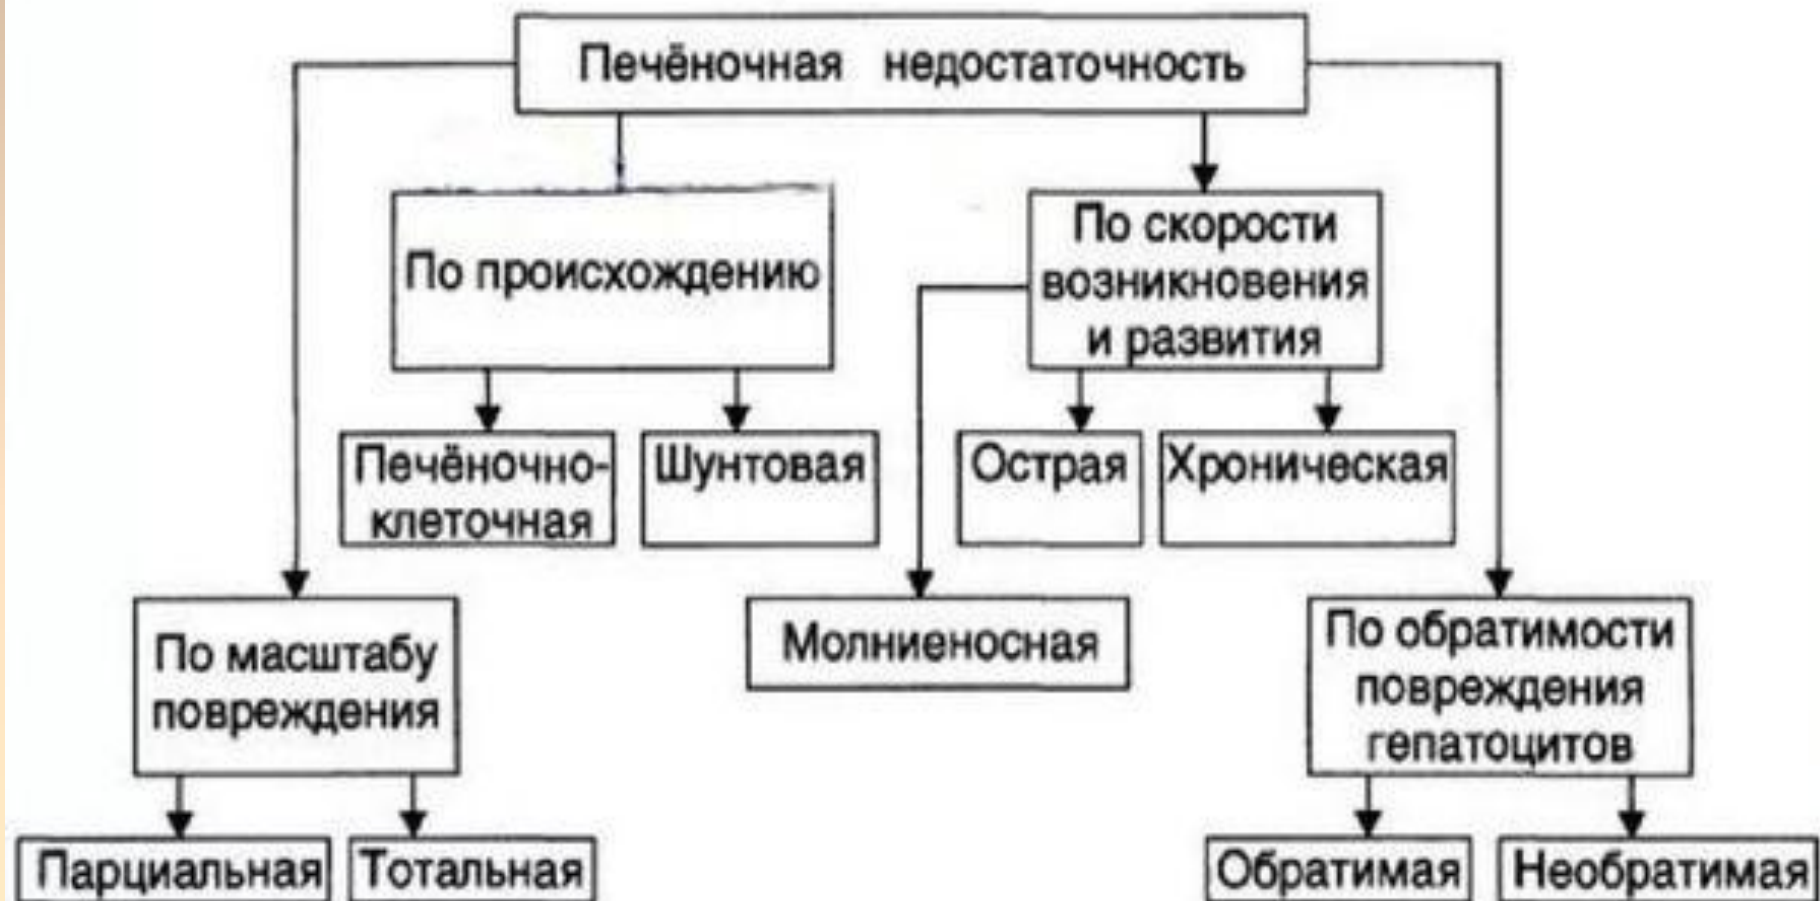 Печёночная недостаточность
По происхождению
По скорости
возникновения
и развития
Печёночно-
клеточная
Шунтовая
Острая
Хроническая
По масштабу
повреждения
Молниеносная
По обратимости
повреждения
гепатоцитов
Парциальная
Тотальная
Обратимая
Необратимая